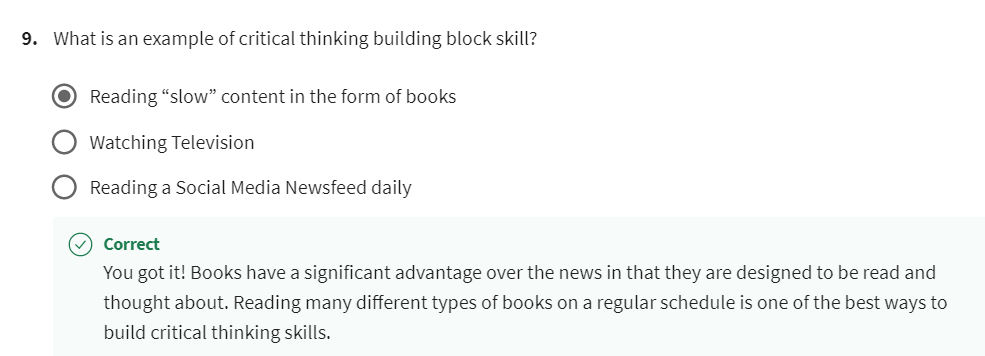 9. What is an example of critical thinking building block skill?
Reading “slow” content in the form of books
Watching Television
Reading a Social Media Newsfeed daily
Correct
You got it! Books have a significant advantage over the news in that they are designed to be read and
thought about. Reading many different types of books on a regular schedule is one of the best ways to
build critical thinking skills.